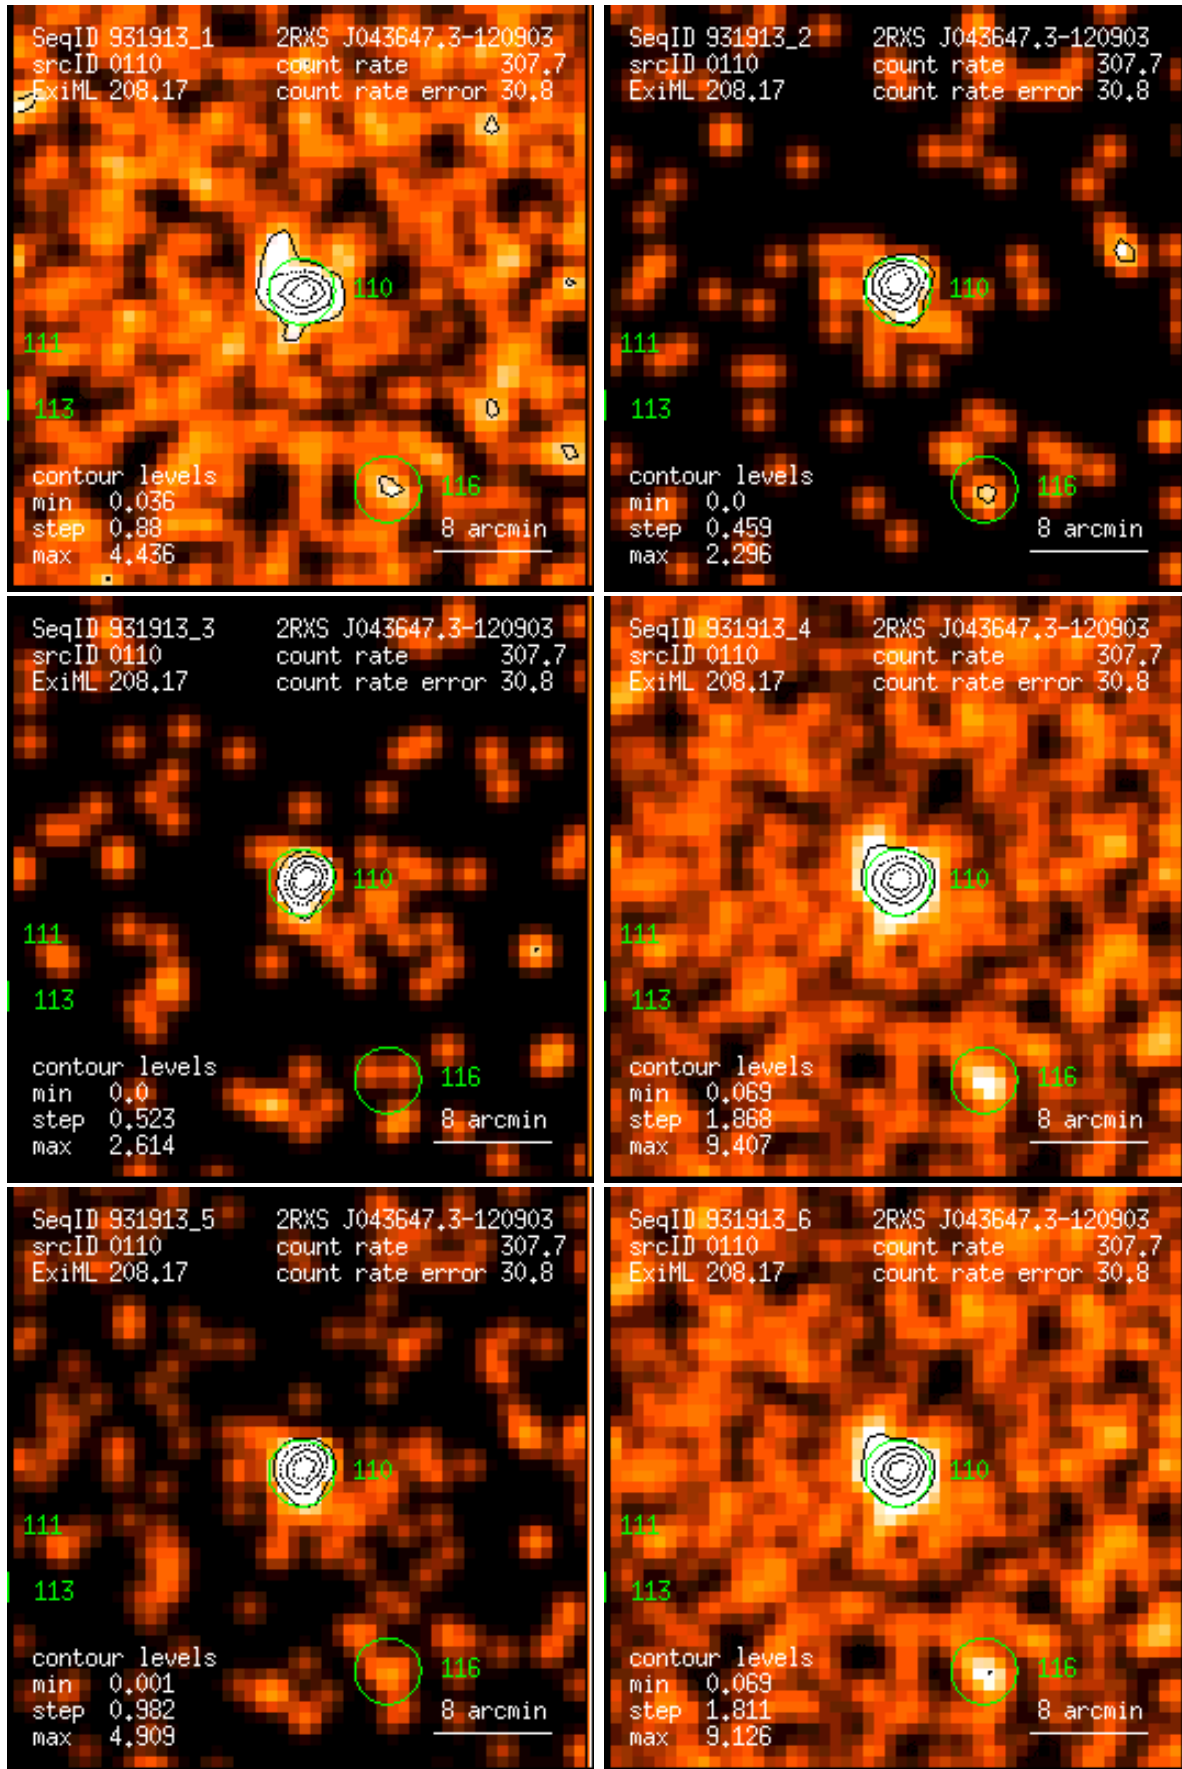 SeqID 931913_1 2RXS J043647.3-120903
srcID 0110 count rate 307.7
ExiML 208.17 count rate error 30.8
110
111
113
contour levels
min 0.036 116
step 0.88 8 arcmin
max 4.436
SeqID 931913_2 2RXS J043647.3-120903
srcID 0110 count rate 307.7
ExiML 208.17 count rate error 30.8
110
111
113
contour levels
min 0.0 116
step 0.459 8 arcmin
max 2.296
SeqID 931913_3 2RXS J043647.3-120903
srcID 0110 count rate 307.7
ExiML 208.17 count rate error 30.8
110
111
113
contour levels
min 0.0 116
step 0.523 8 arcmin
max 2.614
SeqID 931913_4 2RXS J043647.3-120903
srcID 0110 count rate 307.7
ExiML 208.17 count rate error 30.8
110
111
113
contour levels
min 0.069 116
step 1.868 8 arcmin
max 9.407
SeqID 931913_5 2RXS J043647.3-120903
srcID 0110 count rate 307.7
ExiML 208.17 count rate error 30.8
110
111
113
contour levels
min 0.001 116
step 0.982 8 arcmin
max 4.909
SeqID 931913_6 2RXS J043647.3-120903
srcID 0110 count rate 307.7
ExiML 208.17 count rate error 30.8
110
111
113
contour levels
min 0.069 116
step 1.811 8 arcmin
max 9.126